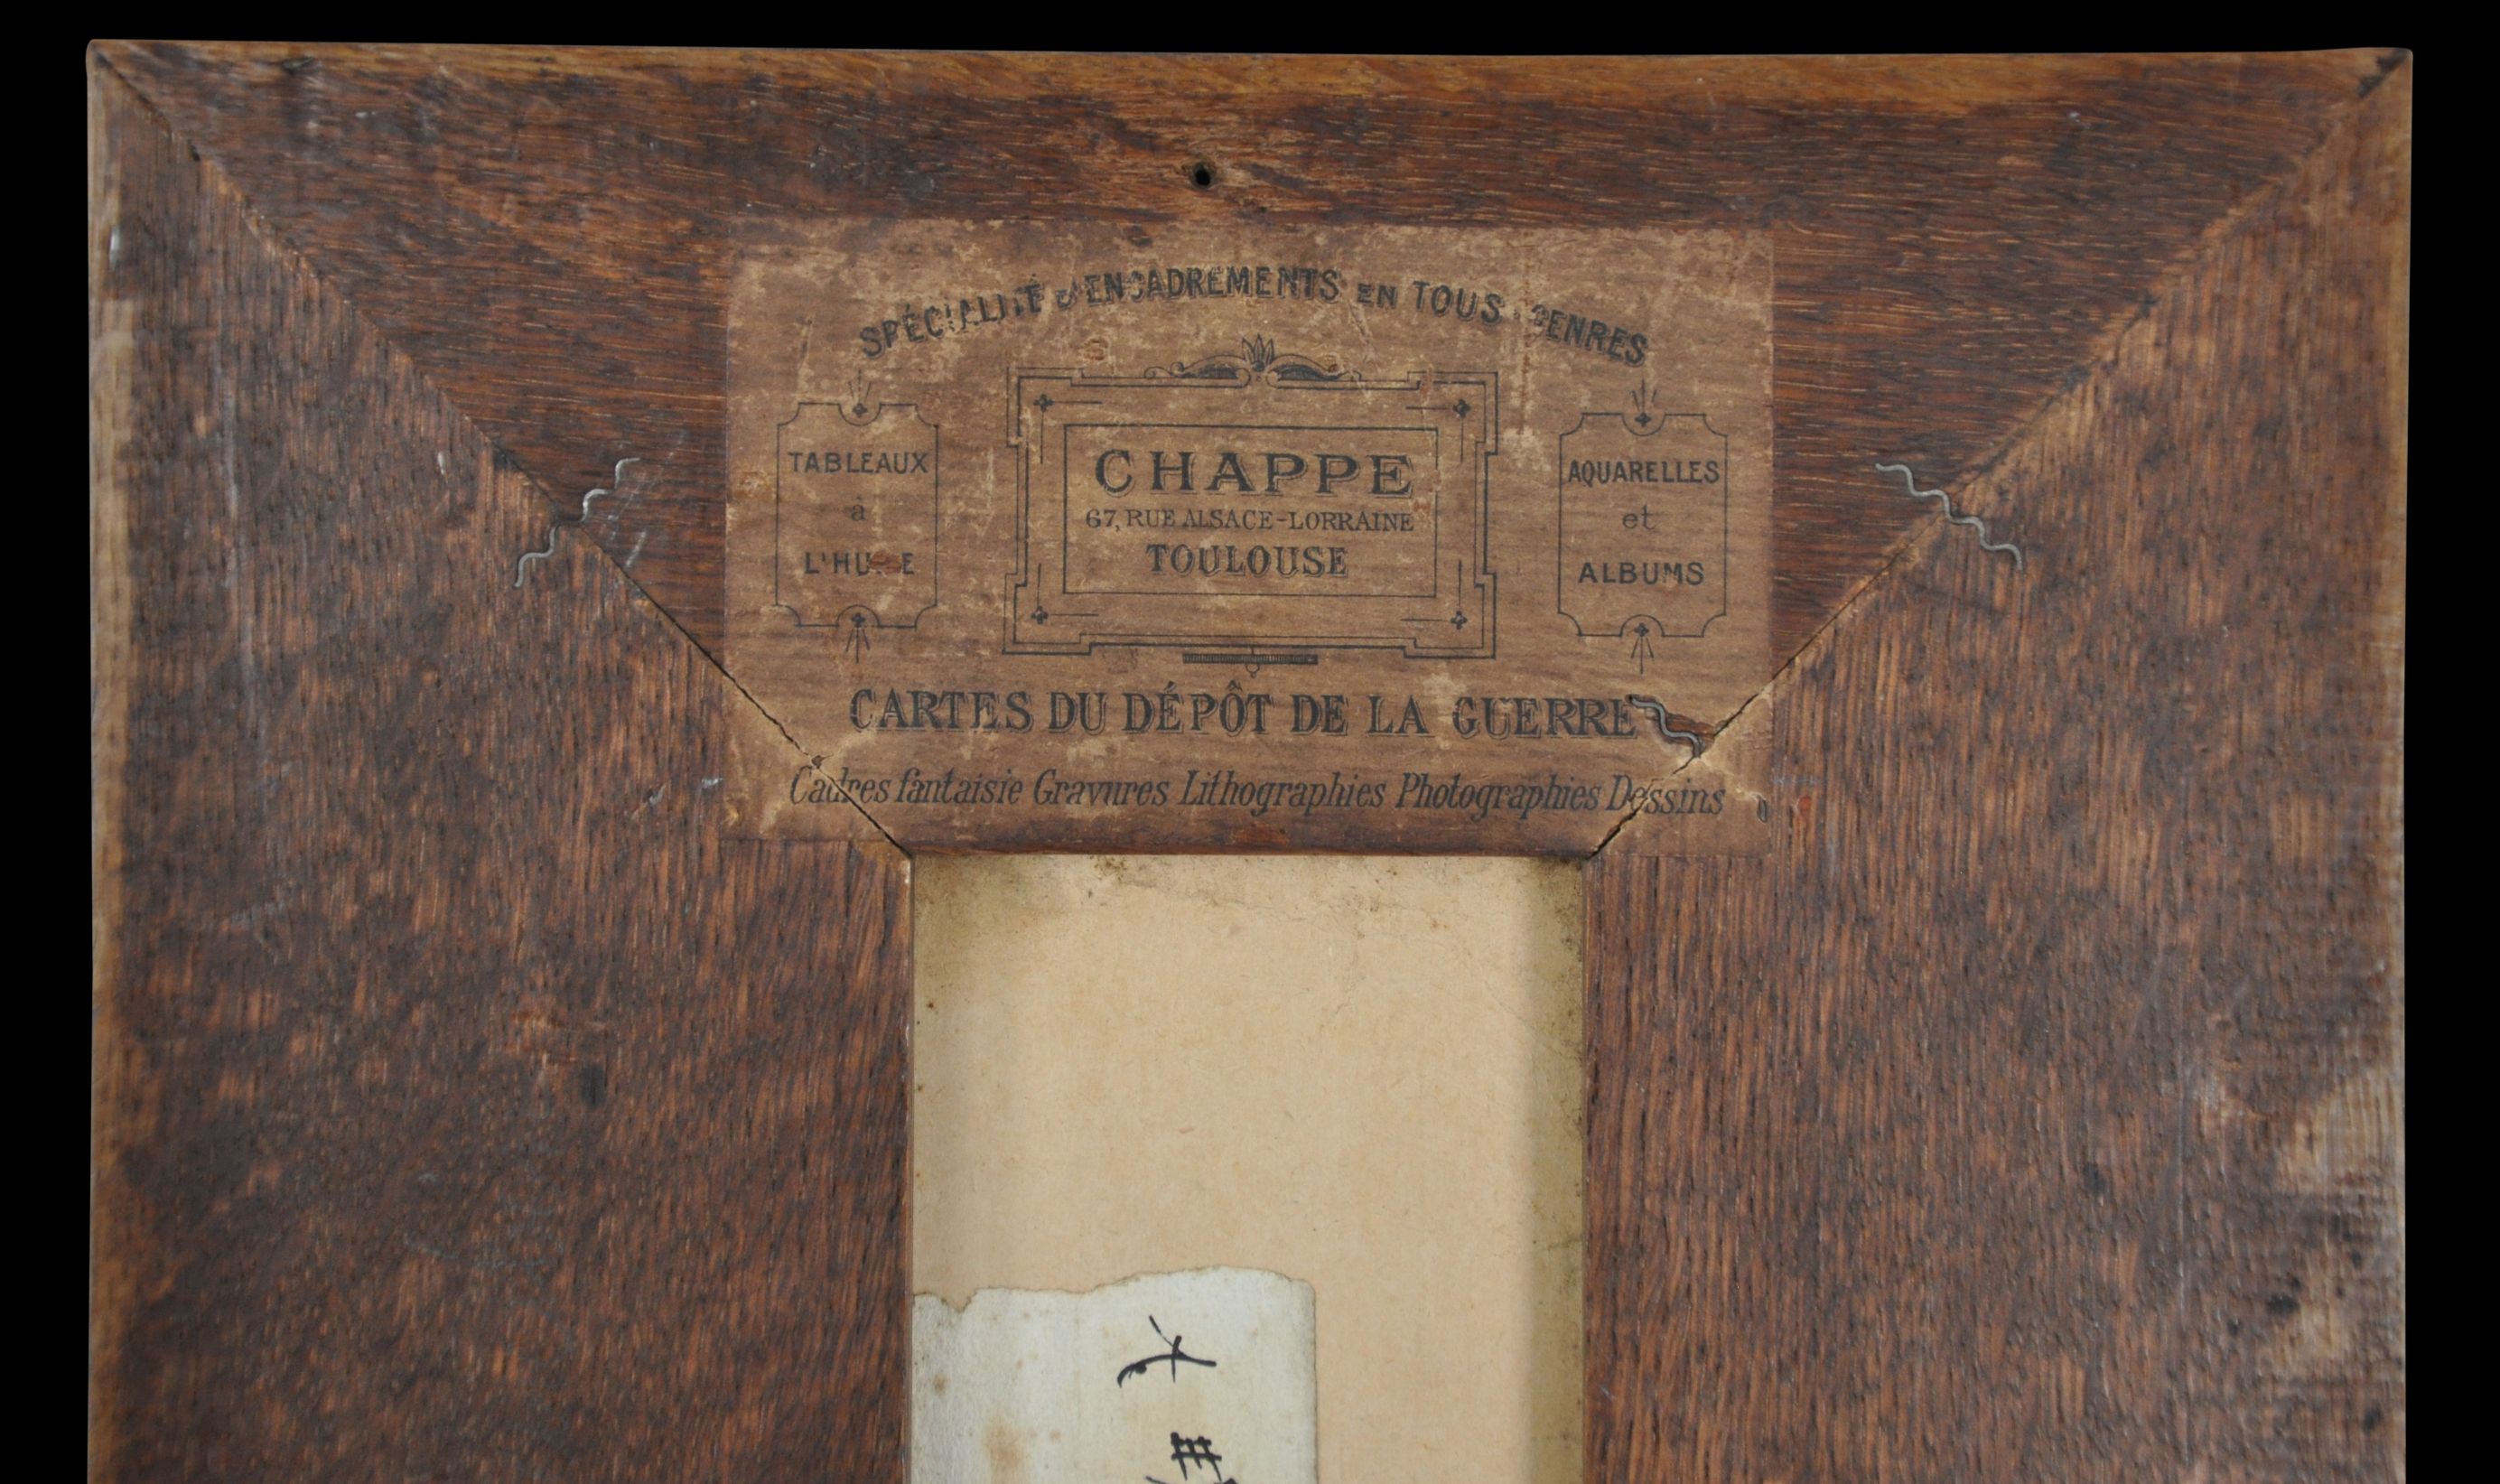 SPÉCIALITÉ d'ENCADREMENTS EN TOUS GENRES
TABLEAUX
à
L'HUILE
CHAPPE
67, RUE ALSACE-LORRAINE
TOULOUSE
AQUARELLES
et
ALBUMS
CARTES DU DÉPÔT DE LA GUERRE
Cadres fantaisie Gravures Lithographies Photographies Dessins